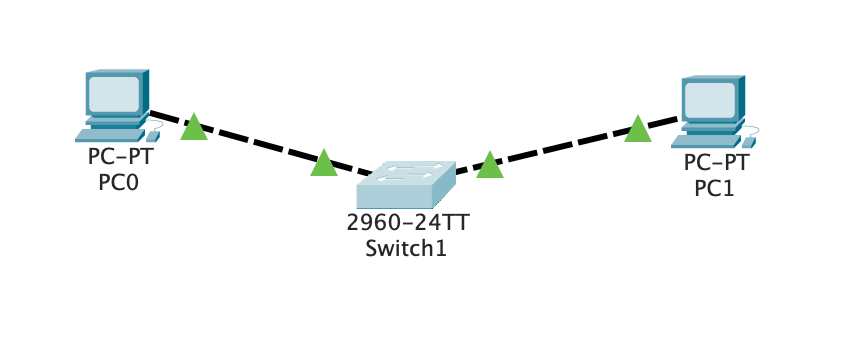 PC-PT
PC0
2960-24TT
Switch1
PC-PT
PC1